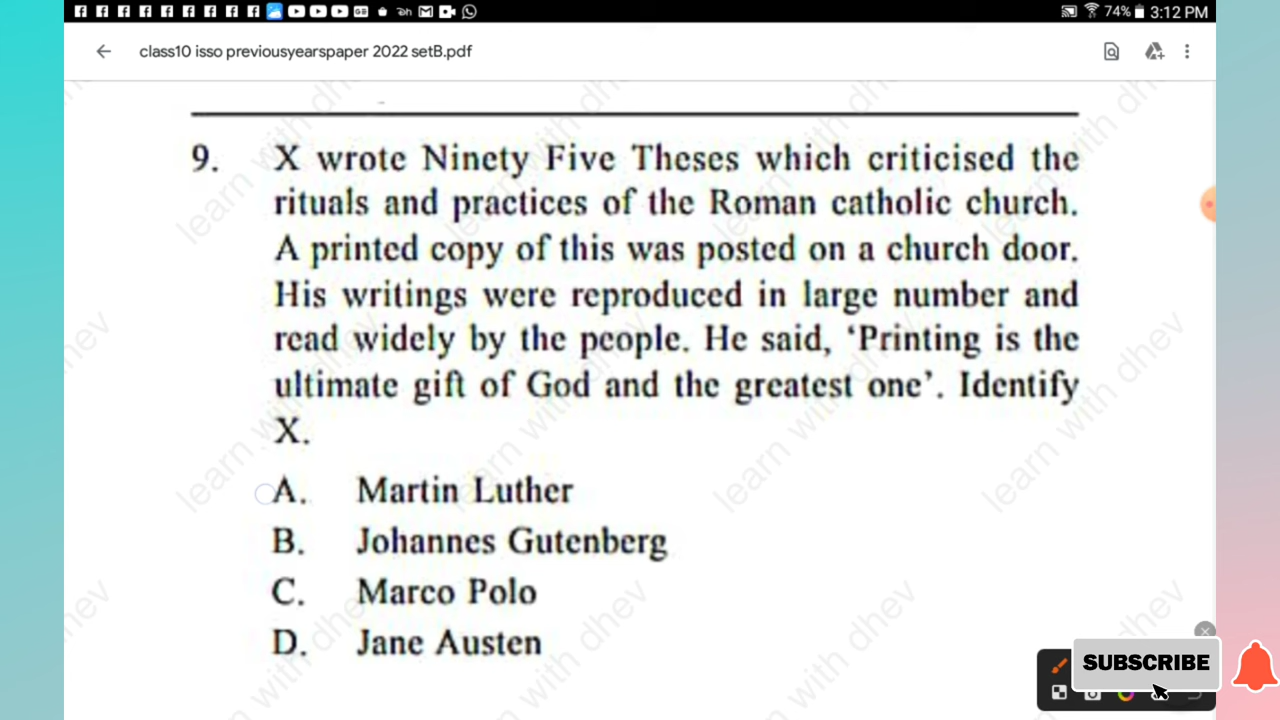 74% 3:12 PM
class10 isso previousyearspaper 2022 setB.pdf
9. X wrote Ninety Five Theses which criticised the
rituals and practices of the Roman catholic church.
A printed copy of this was posted on a church door.
His writings were reproduced in large number and
read widely by the people. He said, ‘Printing is the
ultimate gift of God and the greatest one’. Identify
X.
A. Martin Luther
B. Johannes Gutenberg
C. Marco Polo
D. Jane Austen
learn with dhev
SUBSCRIBE